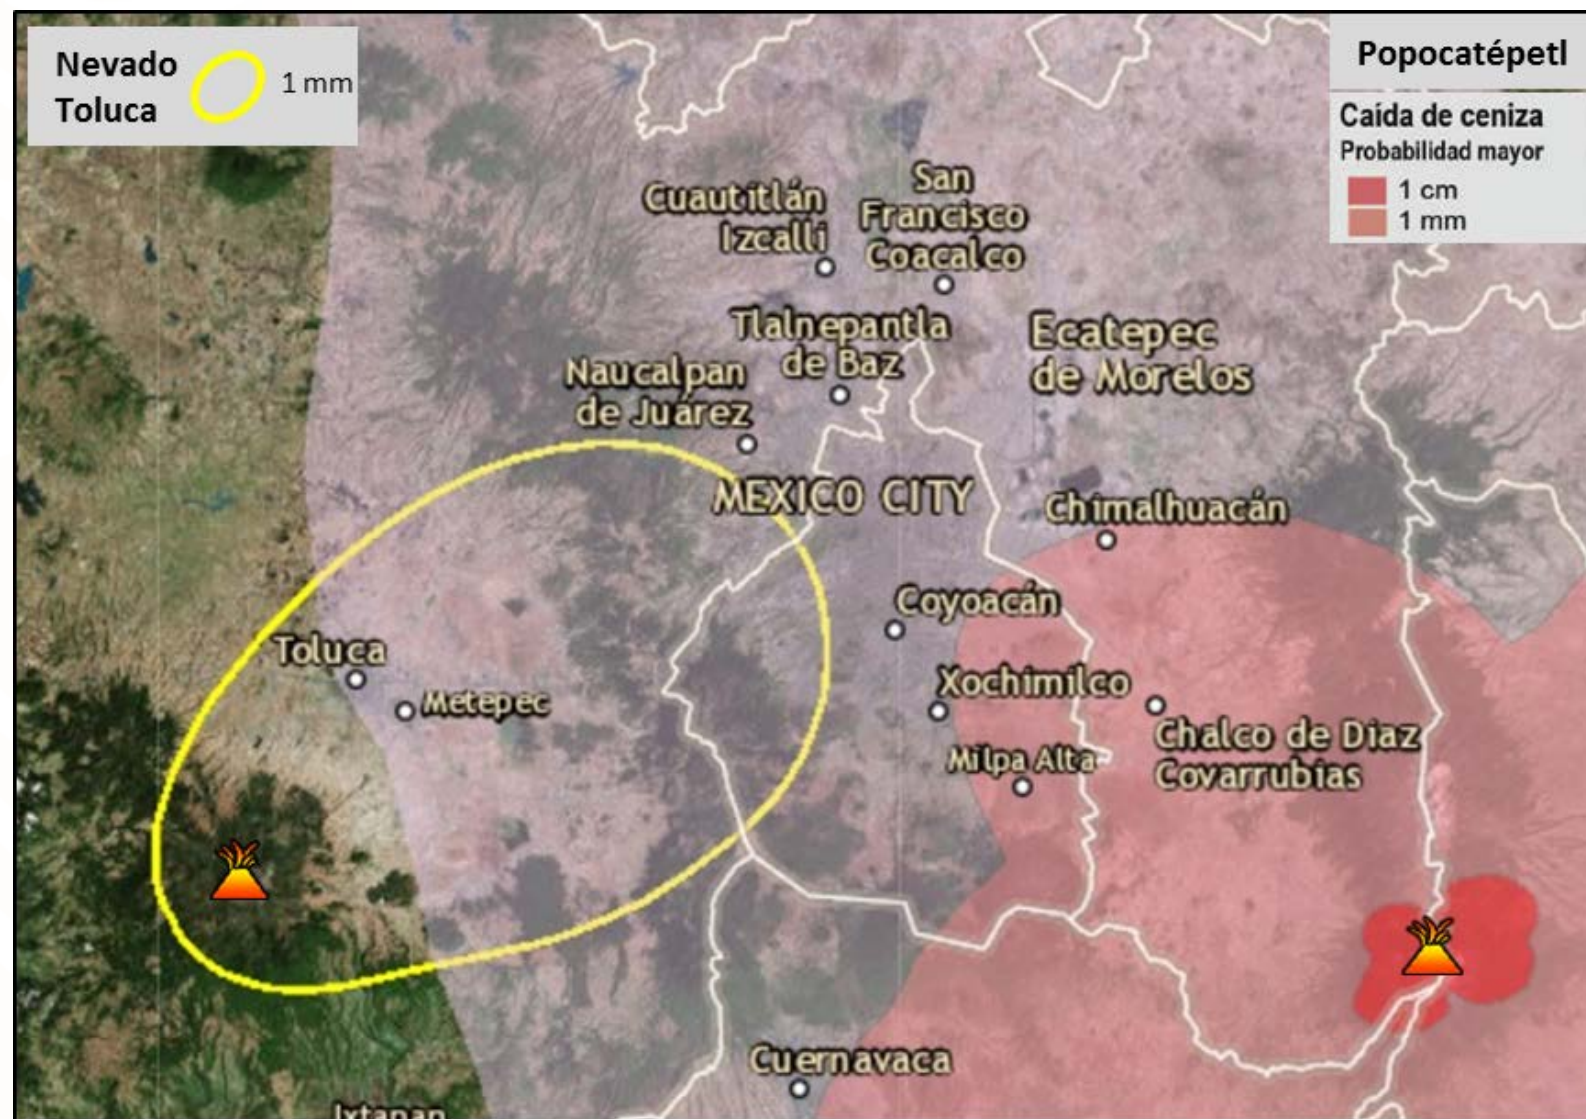 Nevado
Toluca
1 mm
Popocatépetl
Caída de ceniza
Probabilidad mayor
1 cm
1 mm
Cuautitlán
Izcalli
San
Francisco
Coacalco
Tlalnepantla
de Baz
Ecatepec
de Morelos
Naucalpan
de Juárez
MEXICO CITY
Chimalhuacán
Coyoacán
Toluca
Metepec
Xochimilco
Milpa Alta
Chalco de Díaz
Covarrubias
Cuernavaca
Ixtapan